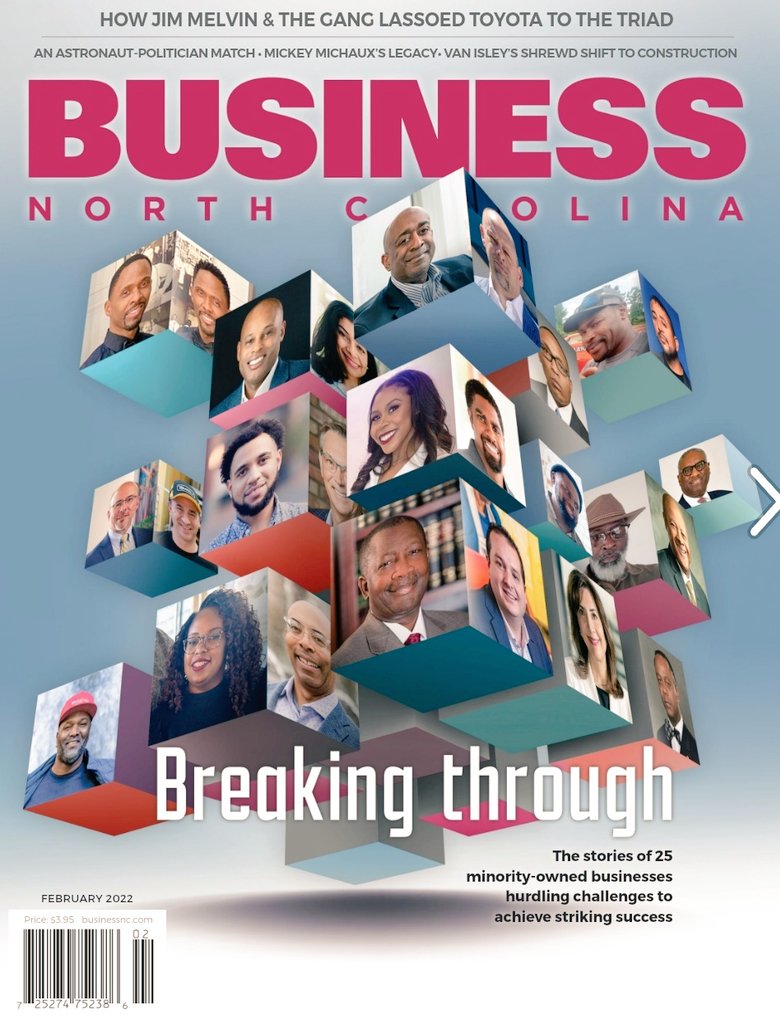 HOW JIM MELVIN & THE GANG LASSOED TOYOTA TO THE TRIAD
AN ASTRONAUT-POLITICIAN MATCH • MICKEY MICHAUX'S LEGACY• VAN ISLEY'S SHREWD SHIFT TO CONSTRUCTION
BUSINESS
NORTH C OLINA
Breaking through
The stories of 25
minority-owned businesses
hurdling challenges to
achieve striking success
FEBRUARY 2022
Price: $3.95 businessnc.com
02
7 25274 75238 6